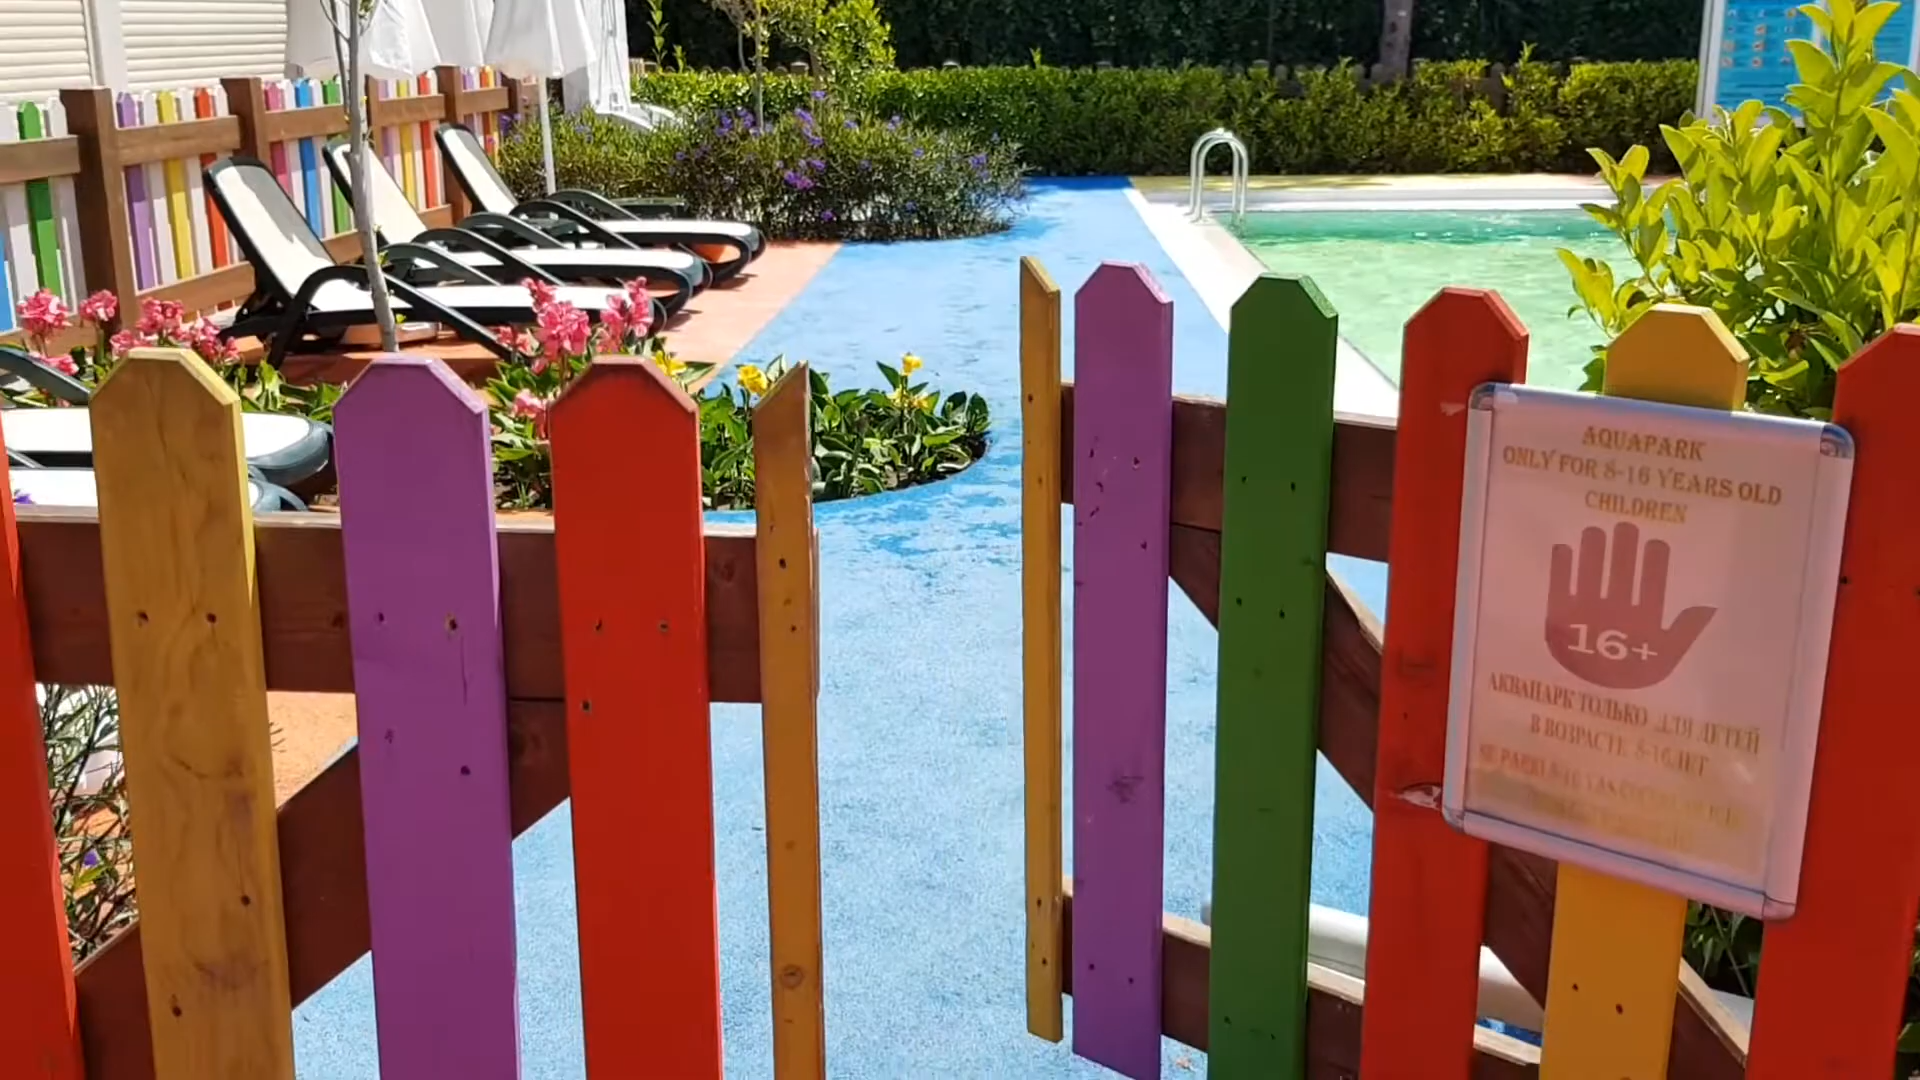 AQUAPARK
ONLY FOR 8-16 YEARS OLD
CHILDREN
16+
АКВАПАРК ТОЛЬКО ДЛЯ ДЕТЕЙ
В ВОЗРАСТЕ 8-16 ЛЕТ